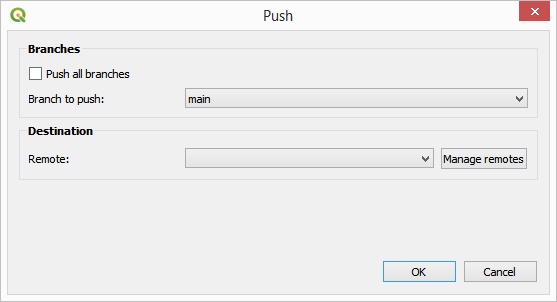 Push
Branches
Push all branches
Branch to push: main
Destination
Remote: Manage remotes
OK Cancel